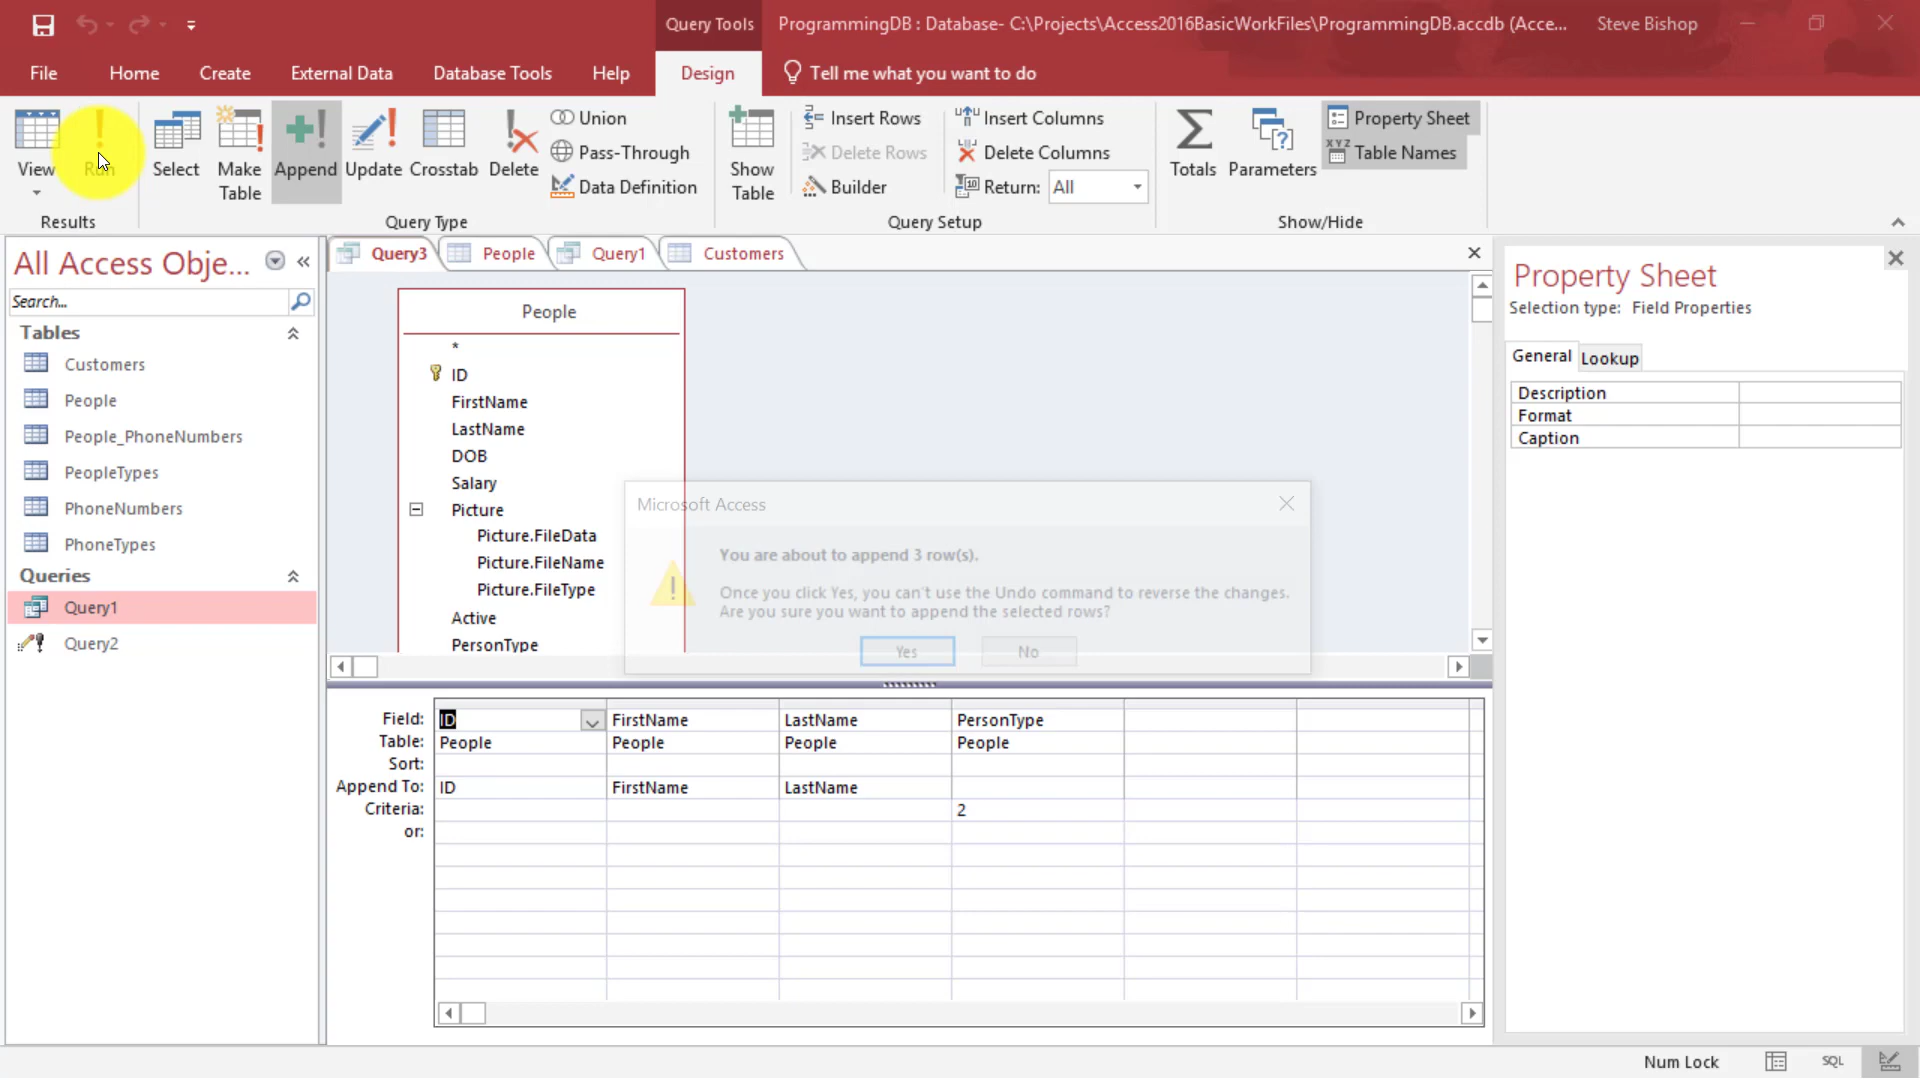 Query Tools
ProgrammingDB : Database- C:\Projects\Access2016BasicWorkFiles\ProgrammingDB.accdb (Acce...
Steve Bishop
File
Home
Create
External Data
Database Tools
Help
Design
Tell me what you want to do
View
Run
Select
Make Table
Append
Update
Crosstab
Delete
Union
Pass-Through
Data Definition
Show Table
Insert Rows
Delete Rows
Builder
Insert Columns
Delete Columns
Return: All
Totals
Parameters
Property Sheet
Table Names
Results
Query Type
Query Setup
Show/Hide
All Access Obje...
Search...
Tables
Customers
People
People_PhoneNumbers
PeopleTypes
PhoneNumbers
PhoneTypes
Queries
Query1
Query2
Query3
People
Query1
Customers
People
*
ID
FirstName
LastName
DOB
Salary
Picture
Picture.FileData
Picture.FileName
Picture.FileType
Active
PersonType
Microsoft Access
You are about to append 3 row(s).
Once you click Yes, you can't use the Undo command to reverse the changes.
Are you sure you want to append the selected rows?
Yes
No
Field: ID FirstName LastName PersonType
Table: People People People People
Sort:
Append To: ID FirstName LastName
Criteria: 2
or:
Property Sheet
Selection type: Field Properties
General
Lookup
Description
Format
Caption
Num Lock
SQL